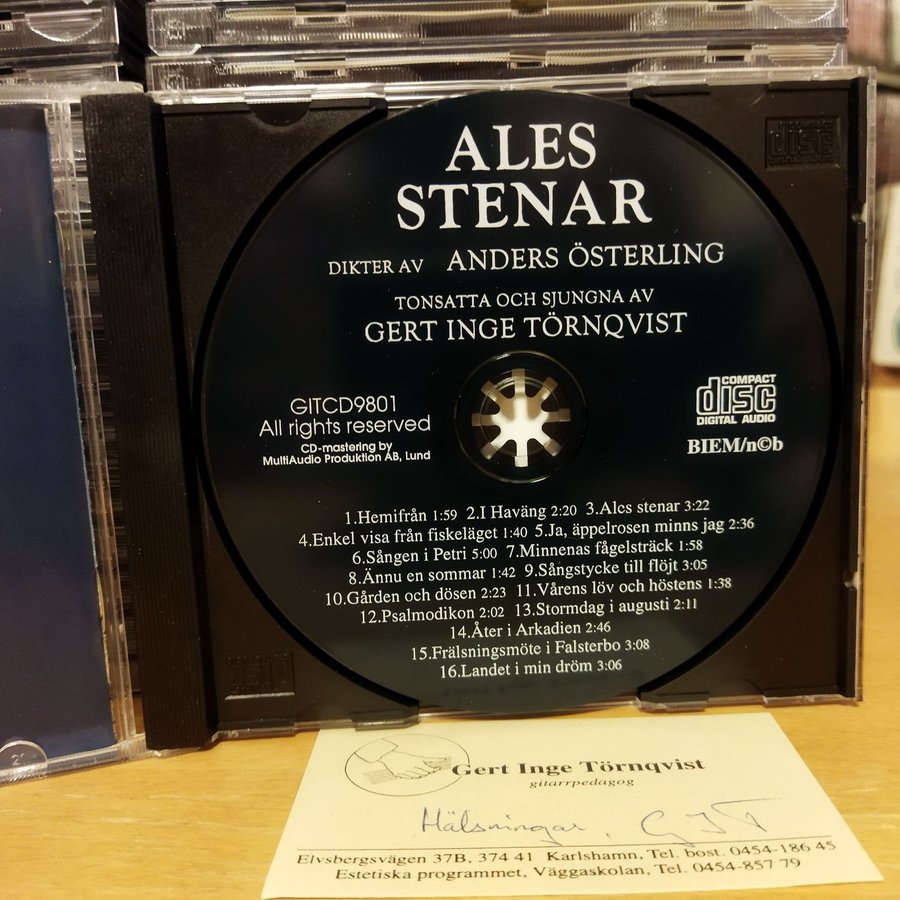 ALES
STENAR
DIKTER AV ANDERS ÖSTERLING
TONSATTA OCH SJUNGNA AV
GERT INGE TÖRNQVIST
GITCD9801
All rights reserved
CD-mastering by
MultiAudio Produktion AB, Lund
COMPACT
disc
DIGITAL AUDIO
BIEM/n©b
1.Hemifrån 1:59 2.I Haväng 2:20 3.Ales stenar 3:22
4.Enkel visa från fiskeläget 1:40 5.Ja, äppelrosen minns jag 2:36
6.Sången i Petri 5:00 7.Minnenas fågelsträck 1:58
8.Ännu en sommar 1:42 9.Sångstycke till flöjt 3:05
10.Gården och dösen 2:23 11.Vårens löv och höstens 1:38
12.Psalmodikon 2:02 13.Stormdag i augusti 2:11
14.Åter i Arkadien 2:46
15.Frälsningsmöte i Falsterbo 3:08
16.Landet i min dröm 3:06
COMPACT
disc
DIGITAL AUDIO
Gert Inge Törnqvist
gitarrpedagog
Hälsningar, GIT
Elvsbergsvägen 37B, 374 41 Karlshamn, Tel. bost. 0454-186 45
Estetiska programmet, Väggaskolan, Tel. 0454-857 79